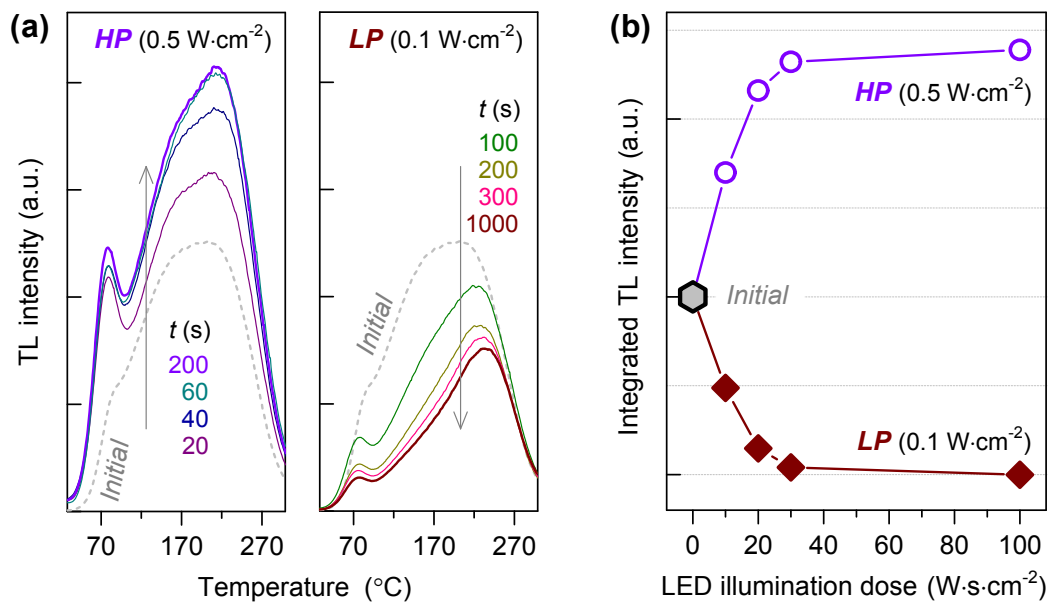 (a)
HP (0.5 W·cm⁻²)
LP (0.1 W·cm⁻²)
TL intensity (a.u.)
t (s)
200
60
40
20
Initial
t (s)
100
200
300
1000
Initial
70 170 270
70 170 270
Temperature (°C)
(b)
Integrated TL intensity (a.u.)
HP (0.5 W·cm⁻²)
Initial
LP (0.1 W·cm⁻²)
0 20 40 60 80 100
LED illumination dose (W·s·cm⁻²)